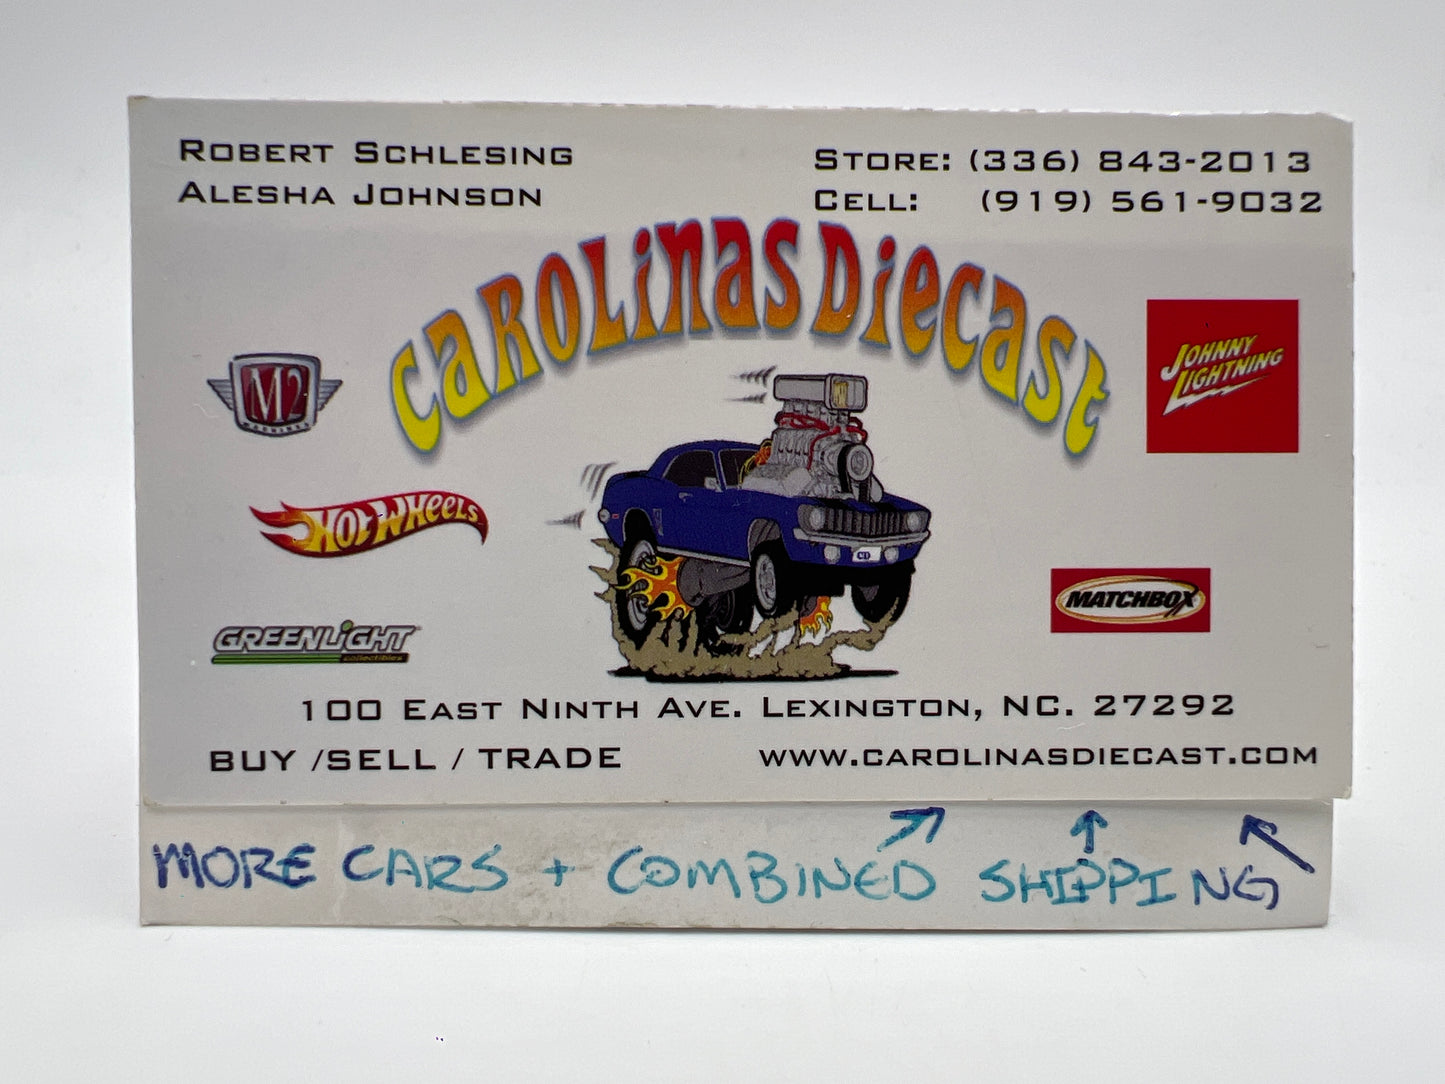 ROBERT SCHLESING
ALESHA JOHNSON
STORE: (336) 843-2013
CELL: (919) 561-9032
CAROLINAS DIECAST
M2
MACHINES
JOHNNY
LIGHTNING
HOT WHEELS
MATCHBOX
GREENLIGHT
collectibles
100 EAST NINTH AVE. LEXINGTON, NC. 27292
BUY /SELL / TRADE
WWW.CAROLINASDIECAST.COM
MORE CARS + COMBINED SHIPPING